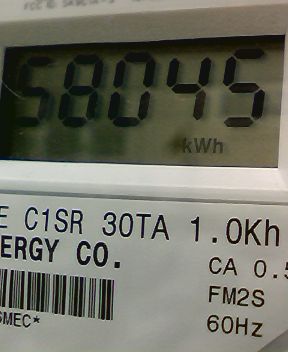 58045
kWh
E C1SR 30TA 1.0Kh
ERGY CO.
CA 0.5
FM2S
60Hz
SMEC*